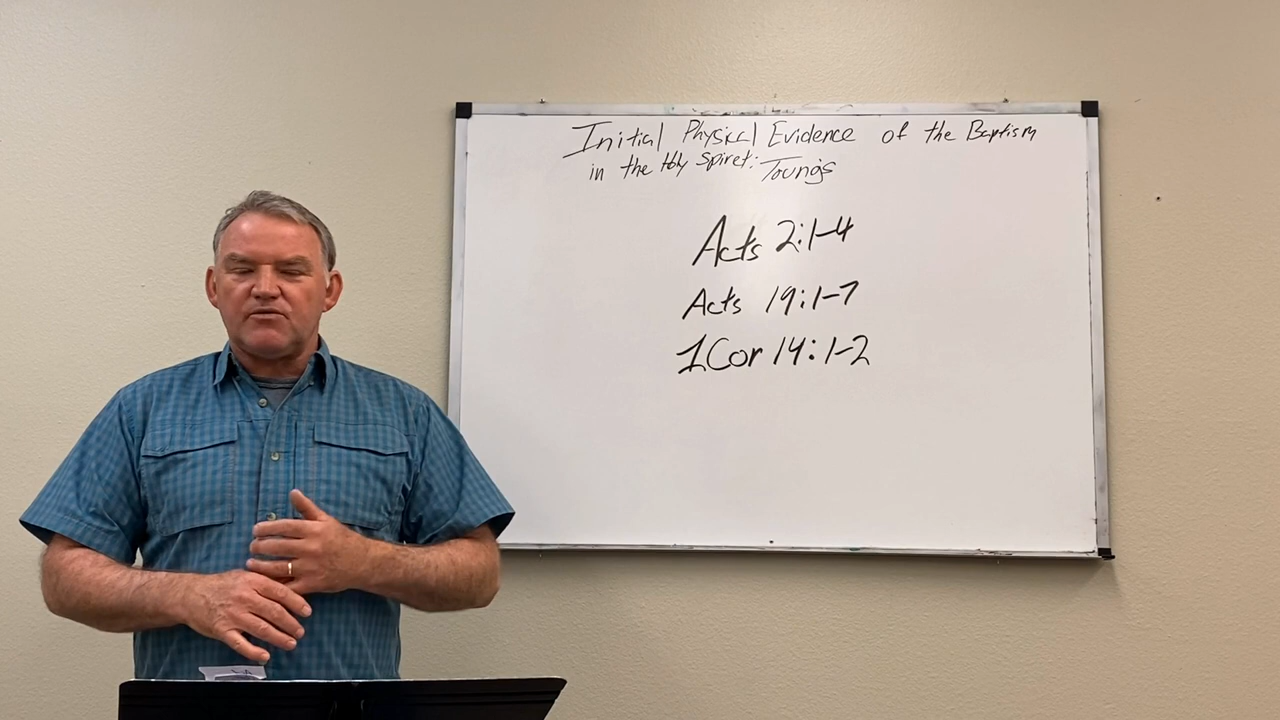 Initial Physical Evidence of the Baptism
in the Holy Spiret: Toungs
Acts 2:1-4
Acts 19:1-7
1Cor 14:1-2